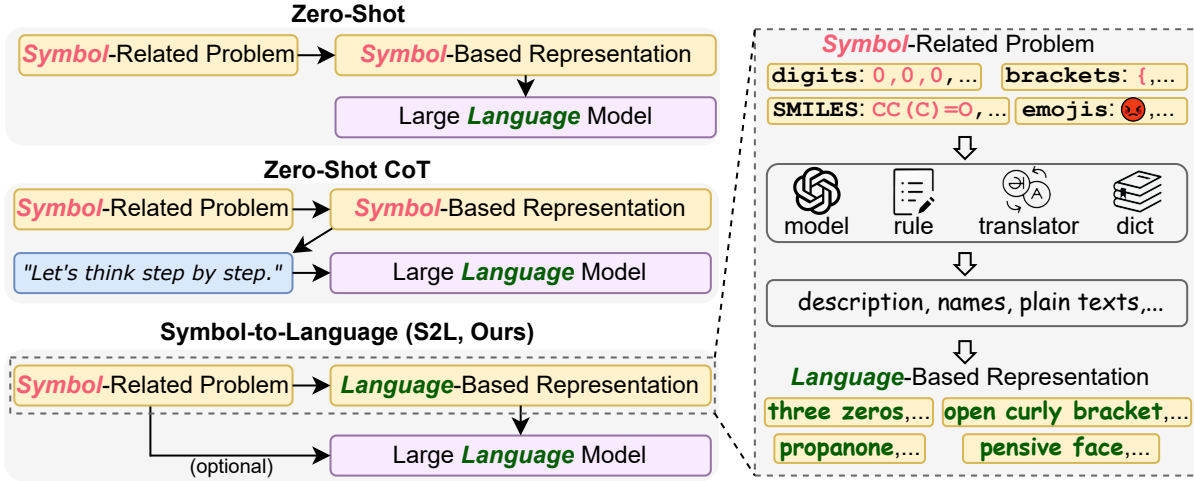 Zero-Shot
Symbol-Related Problem
Symbol-Based Representation
Large Language Model
Zero-Shot CoT
Symbol-Related Problem
Symbol-Based Representation
"Let's think step by step."
Large Language Model
Symbol-to-Language (S2L, Ours)
Symbol-Related Problem
Language-Based Representation
(optional)
Large Language Model
Symbol-Related Problem
digits: 0,0,0,...
brackets: {,...
SMILES: CC(C)=O,...
emojis: 😡,...
model
rule
translator
dict
description, names, plain texts,...
Language-Based Representation
three zeros,...
open curly bracket,...
propanone,...
pensive face,...